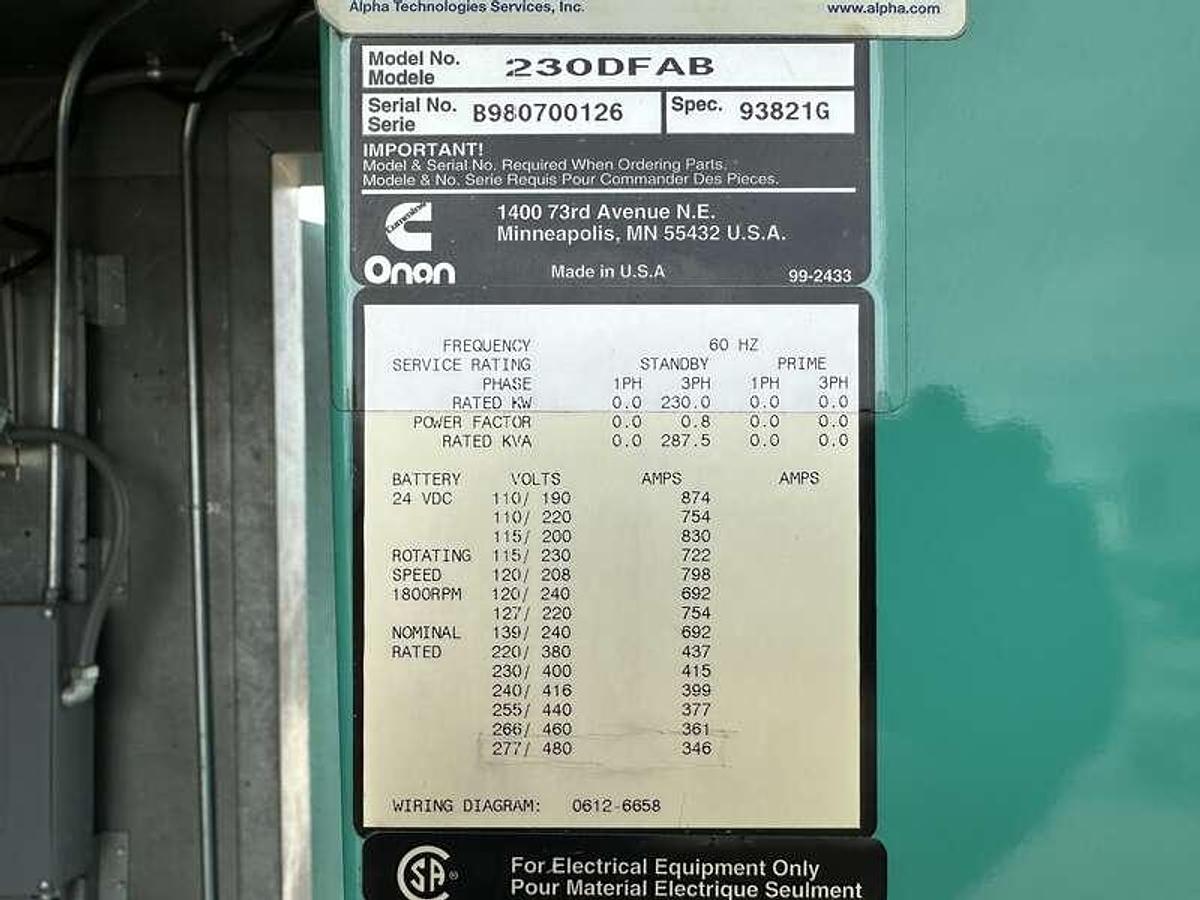 Alpha Technologies Services, Inc. www.alpha.com
Model No. 230DFAB
Modele
Serial No. B980700126 Spec. 93821G
Serie
IMPORTANT!
Model & Serial No. Required When Ordering Parts.
Modele & No. Serie Requis Pour Commander Des Pieces.
Cummins
1400 73rd Avenue N.E.
Minneapolis, MN 55432 U.S.A.
Onan Made in U.S.A 99-2433
FREQUENCY 60 HZ
SERVICE RATING STANDBY PRIME
PHASE 1PH 3PH 1PH 3PH
RATED KW 0.0 230.0 0.0 0.0
POWER FACTOR 0.0 0.8 0.0 0.0
RATED KVA 0.0 287.5 0.0 0.0
BATTERY VOLTS AMPS AMPS
24 VDC 110/ 190 874
110/ 220 754
115/ 200 830
ROTATING 115/ 230 722
SPEED 120/ 208 798
1800RPM 120/ 240 692
127/ 220 754
NOMINAL 139/ 240 692
RATED 220/ 380 437
230/ 400 415
240/ 416 399
255/ 440 377
266/ 460 361
277/ 480 346
WIRING DIAGRAM: 0612-6658
CSA ® For Electrical Equipment Only
Pour Material Electrique Seulment